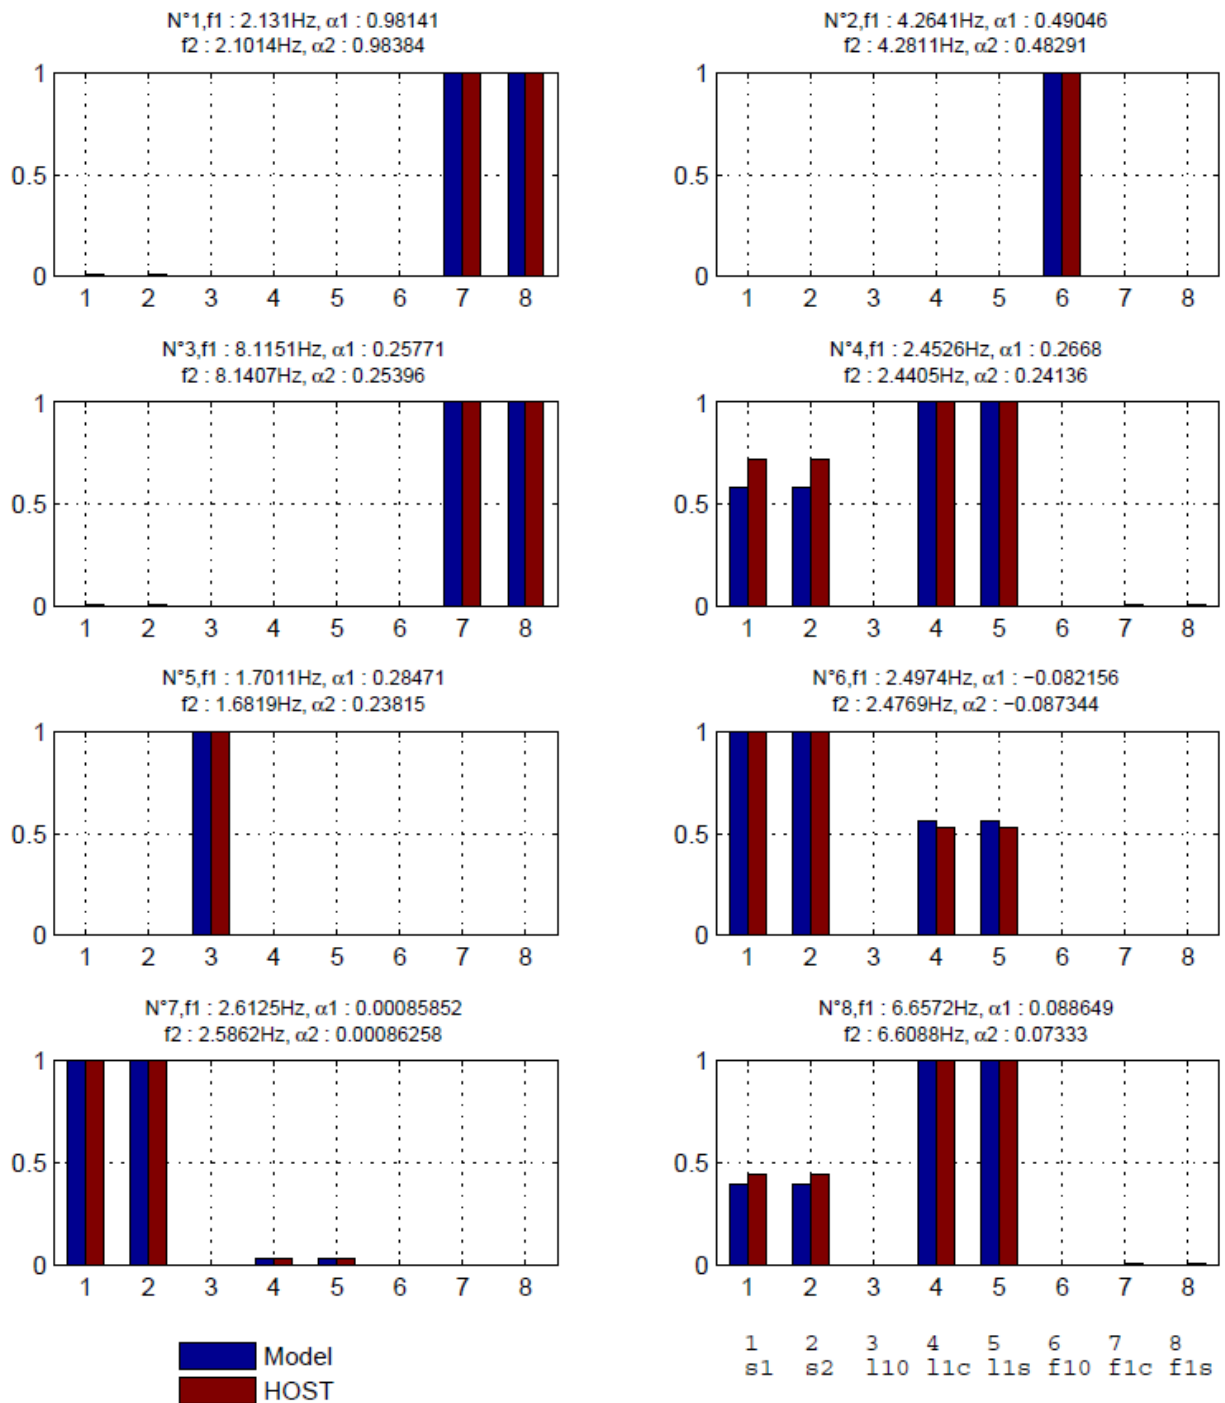 N°1,f1 : 2.131Hz, α1 : 0.98141
f2 : 2.1014Hz, α2 : 0.98384
1
0.5
0
1 2 3 4 5 6 7 8
N°2,f1 : 4.2641Hz, α1 : 0.49046
f2 : 4.2811Hz, α2 : 0.48291
1
0.5
0
1 2 3 4 5 6 7 8
N°3,f1 : 8.1151Hz, α1 : 0.25771
f2 : 8.1407Hz, α2 : 0.25396
1
0.5
0
1 2 3 4 5 6 7 8
N°4,f1 : 2.4526Hz, α1 : 0.2668
f2 : 2.4405Hz, α2 : 0.24136
1
0.5
0
1 2 3 4 5 6 7 8
N°5,f1 : 1.7011Hz, α1 : 0.28471
f2 : 1.6819Hz, α2 : 0.23815
1
0.5
0
1 2 3 4 5 6 7 8
N°6,f1 : 2.4974Hz, α1 : −0.082156
f2 : 2.4769Hz, α2 : −0.087344
1
0.5
0
1 2 3 4 5 6 7 8
N°7,f1 : 2.6125Hz, α1 : 0.00085852
f2 : 2.5862Hz, α2 : 0.00086258
1
0.5
0
1 2 3 4 5 6 7 8
N°8,f1 : 6.6572Hz, α1 : 0.088649
f2 : 6.6088Hz, α2 : 0.07333
1
0.5
0
1 2 3 4 5 6 7 8
Model
HOST
1 2 3 4 5 6 7 8
s1 s2 l10 l1c l1s f10 f1c f1s